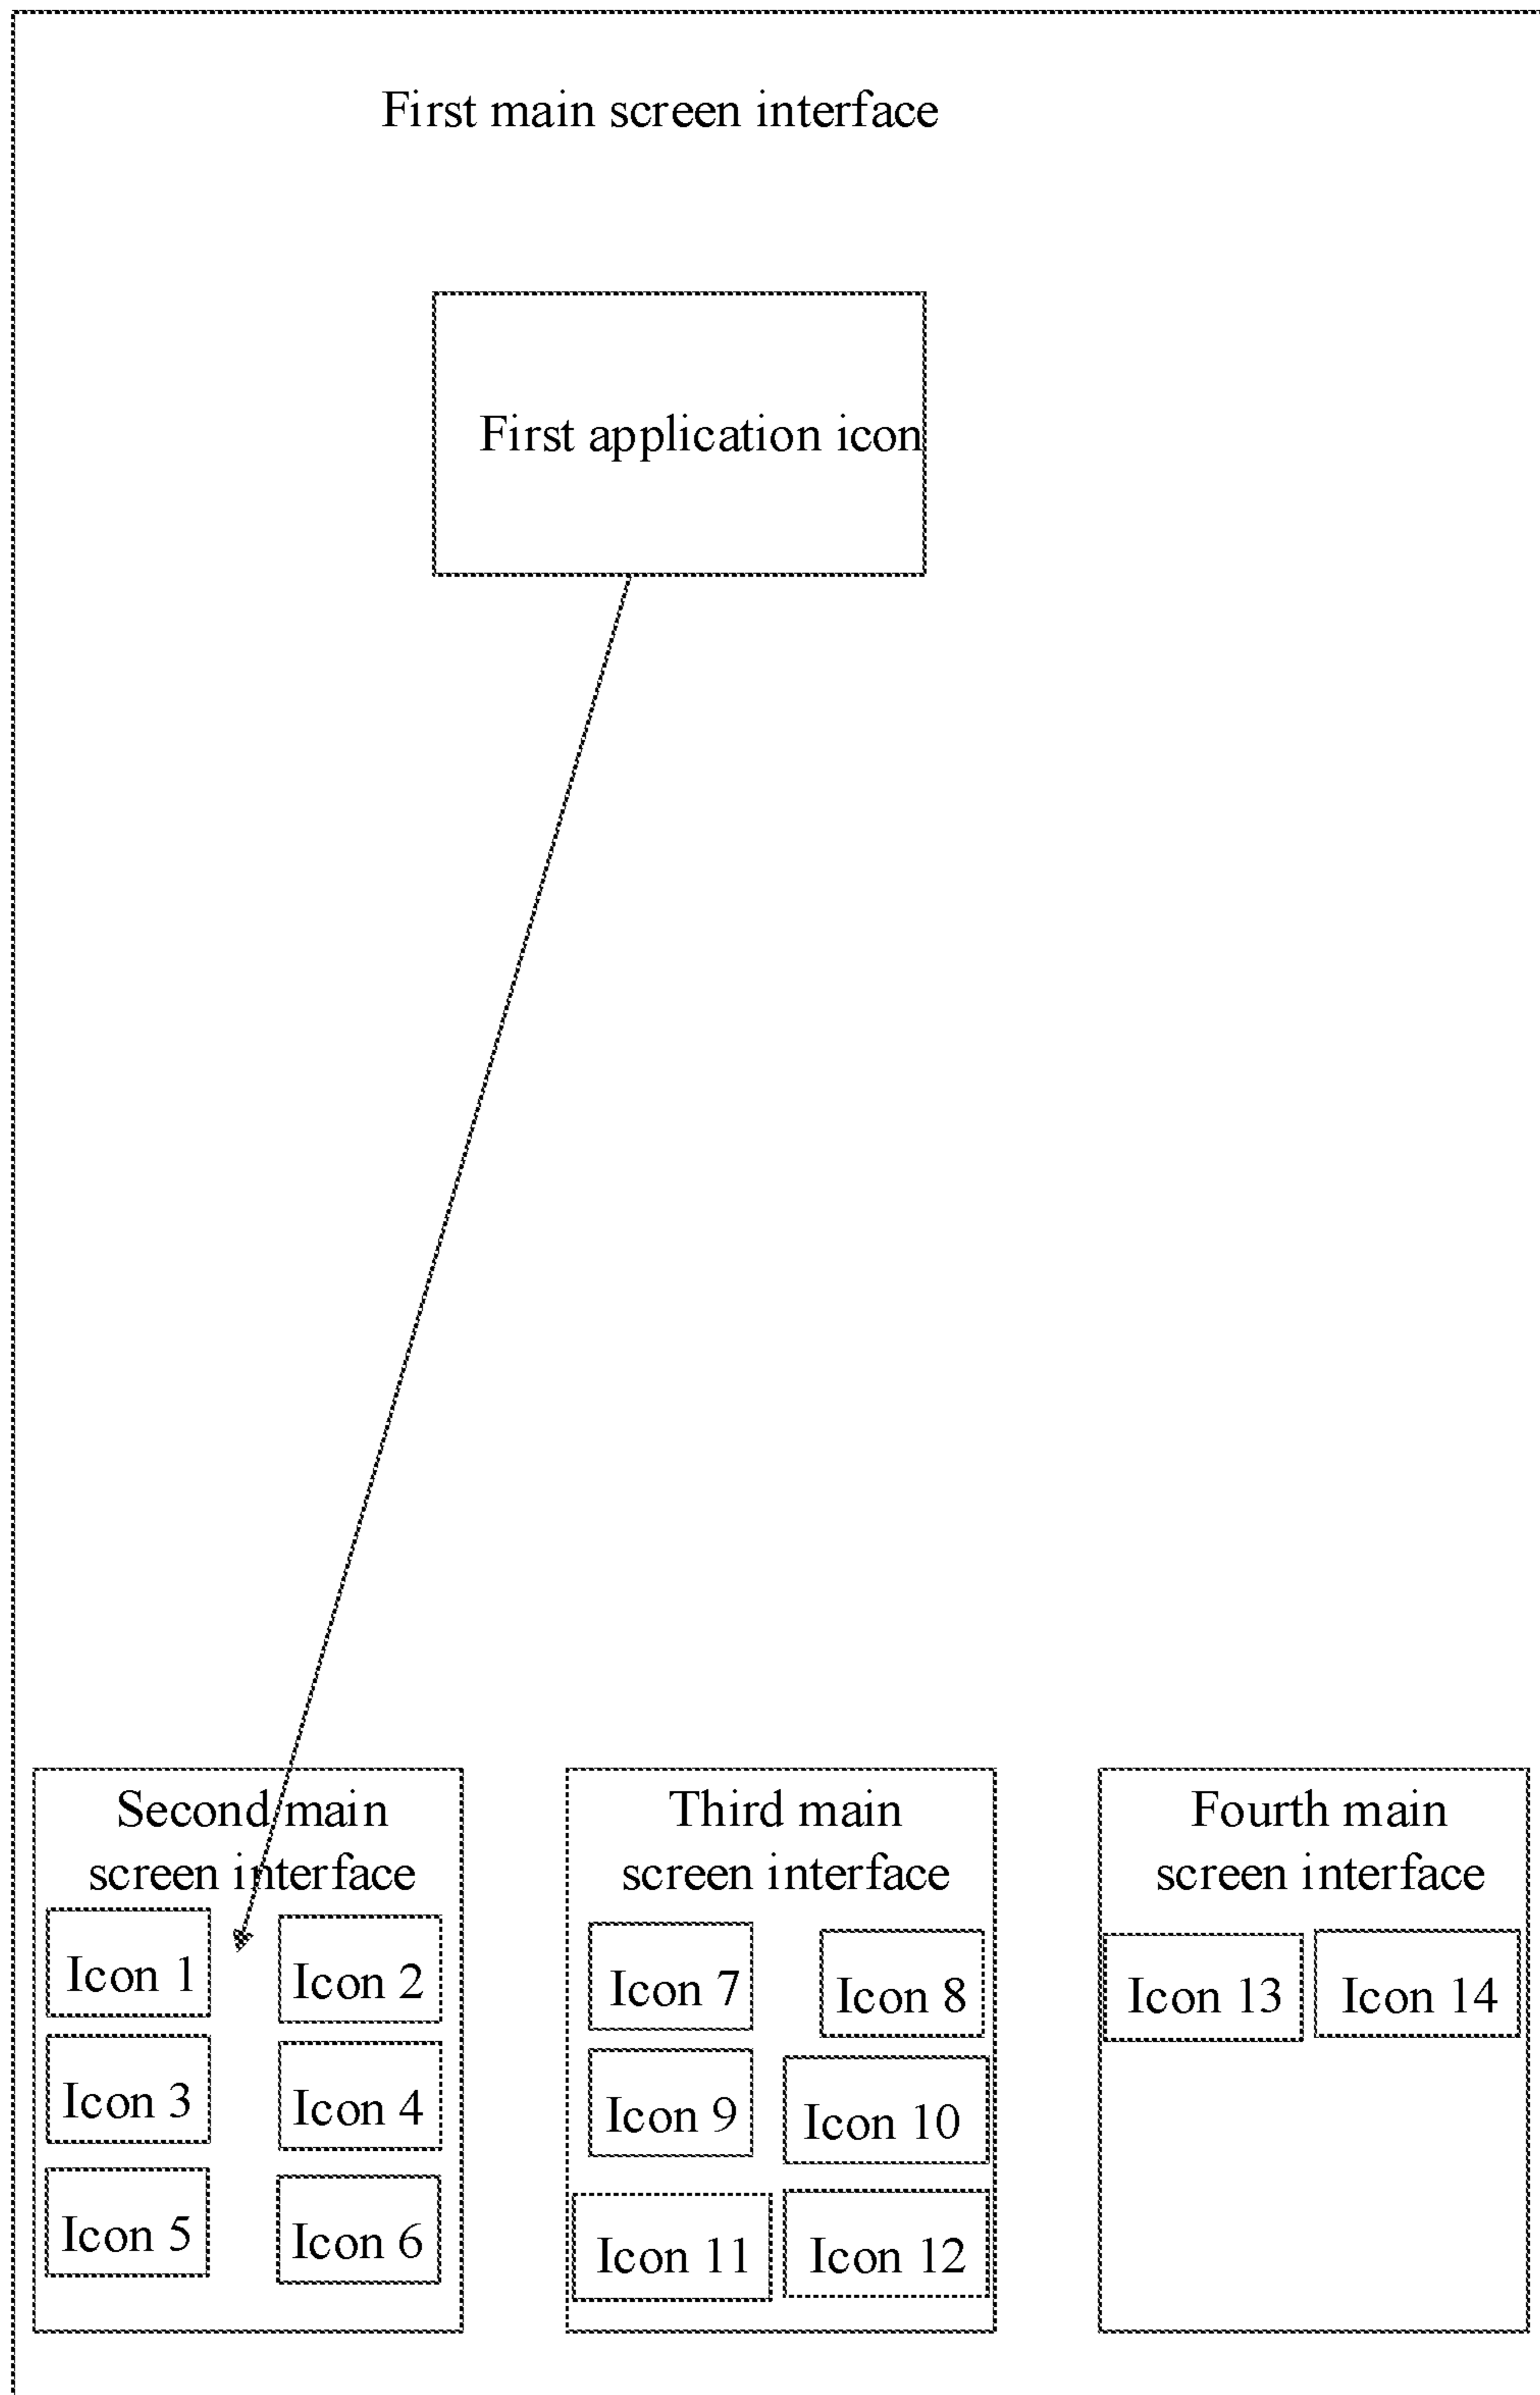 First main screen interface
First application icon
Second main
screen interface
Icon 1
Icon 2
Icon 3
Icon 4
Icon 5
Icon 6
Third main
screen interface
Icon 7
Icon 8
Icon 9
Icon 10
Icon 11
Icon 12
Fourth main
screen interface
Icon 13
Icon 14